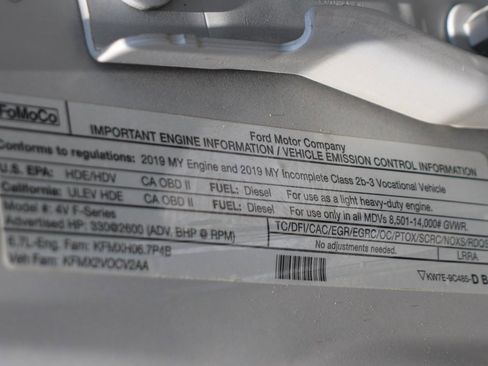 FoMoCo
Ford Motor Company
IMPORTANT ENGINE INFORMATION / VEHICLE EMISSION CONTROL INFORMATION
Conforms to regulations: 2019 MY Engine and 2019 MY Incomplete Class 2b-3 Vocational Vehicle
U.S. EPA: HDE/HDV CA OBD II FUEL: Diesel For use as a light heavy-duty engine.
California: ULEV HDE CA OBD II FUEL: Diesel For use only in all MDVs 8,501-14,000# GVWR.
Model #: 4V F-Series
Advertised HP: 330@2600 (ADV. BHP @ RPM) TC/DFI/CAC/EGR/EGRC/OC/PTOX/SCRC/NOXS/RDQS
6.7L-Eng. Fam: KFMXH06.7P4B No adjustments needed. LRRA
Veh Fam: KFMX2VOCV2AA
KW7E-9C485-D B